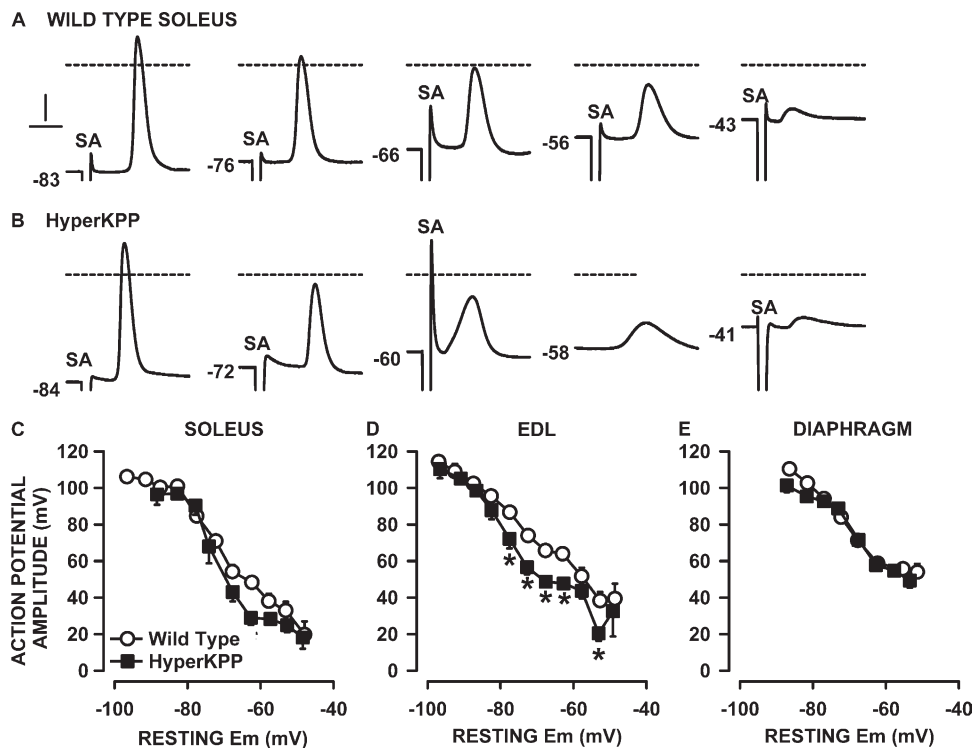 A WILD TYPE SOLEUS
SA SA SA SA SA
-83 -76 -66 -56 -43
B HyperKPP
SA SA SA SA
-84 -72 -60 -58 -41
C SOLEUS
D EDL
E DIAPHRAGM
ACTION POTENTIAL
AMPLITUDE (mV)
120
100
80
60
40
20
0
Wild Type
HyperKPP
-100 -80 -60 -40
RESTING Em (mV)
120
100
80
60
40
20
0
*
*
*
*
*
-100 -80 -60 -40
RESTING Em (mV)
120
100
80
60
40
20
0
-100 -80 -60 -40
RESTING Em (mV)